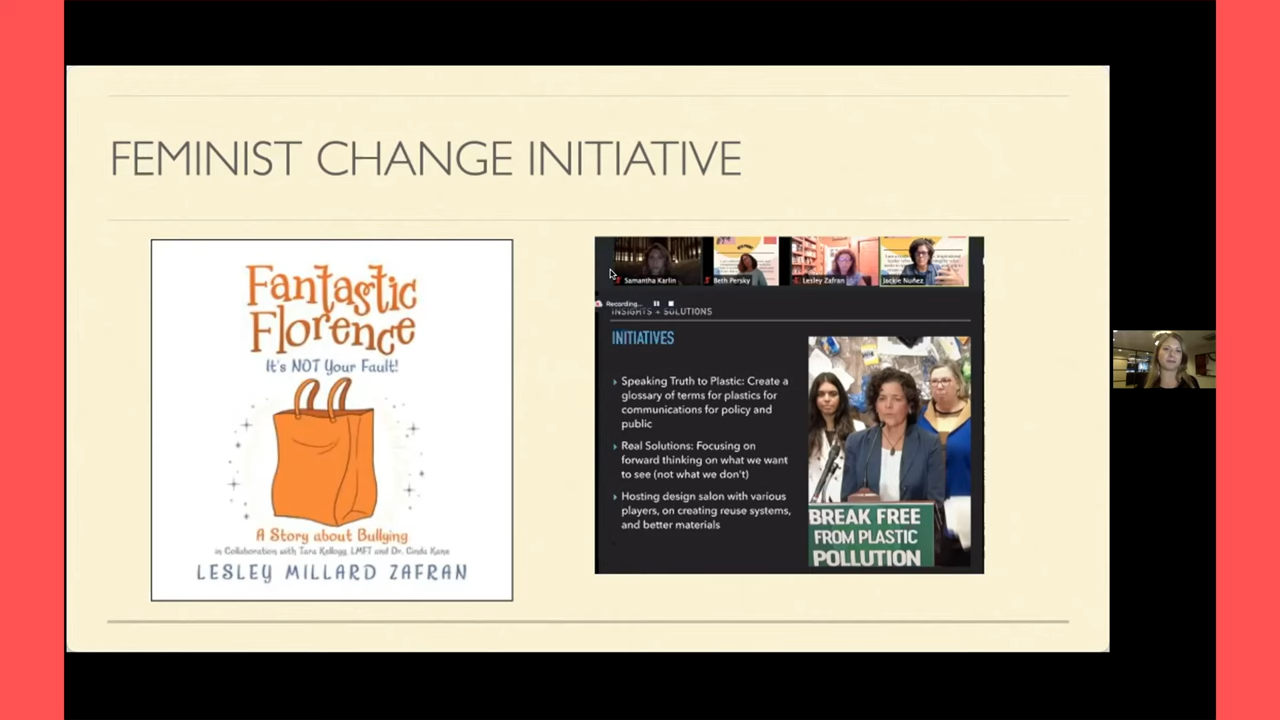 FEMINIST CHANGE INITIATIVE
Fantastic
Florence
It's NOT Your Fault!
A Story about Bullying
in Collaboration with Tara Kellogg, LMFT and Dr. Cinda Kane
LESLEY MILLARD ZAFRAN
Samantha Karlin
Beth Persky
Lesley Zafran
Jackie Nuñez
Recording...
INSIGHTS + SOLUTIONS
INITIATIVES
Speaking Truth to Plastic: Create a
glossary of terms for plastics for
communications for policy and
public
Real Solutions: Focusing on
forward thinking on what we want
to see (not what we don't)
Hosting design salon with various
players, on creating reuse systems,
and better materials
BREAK FREE
FROM PLASTIC
POLLUTION